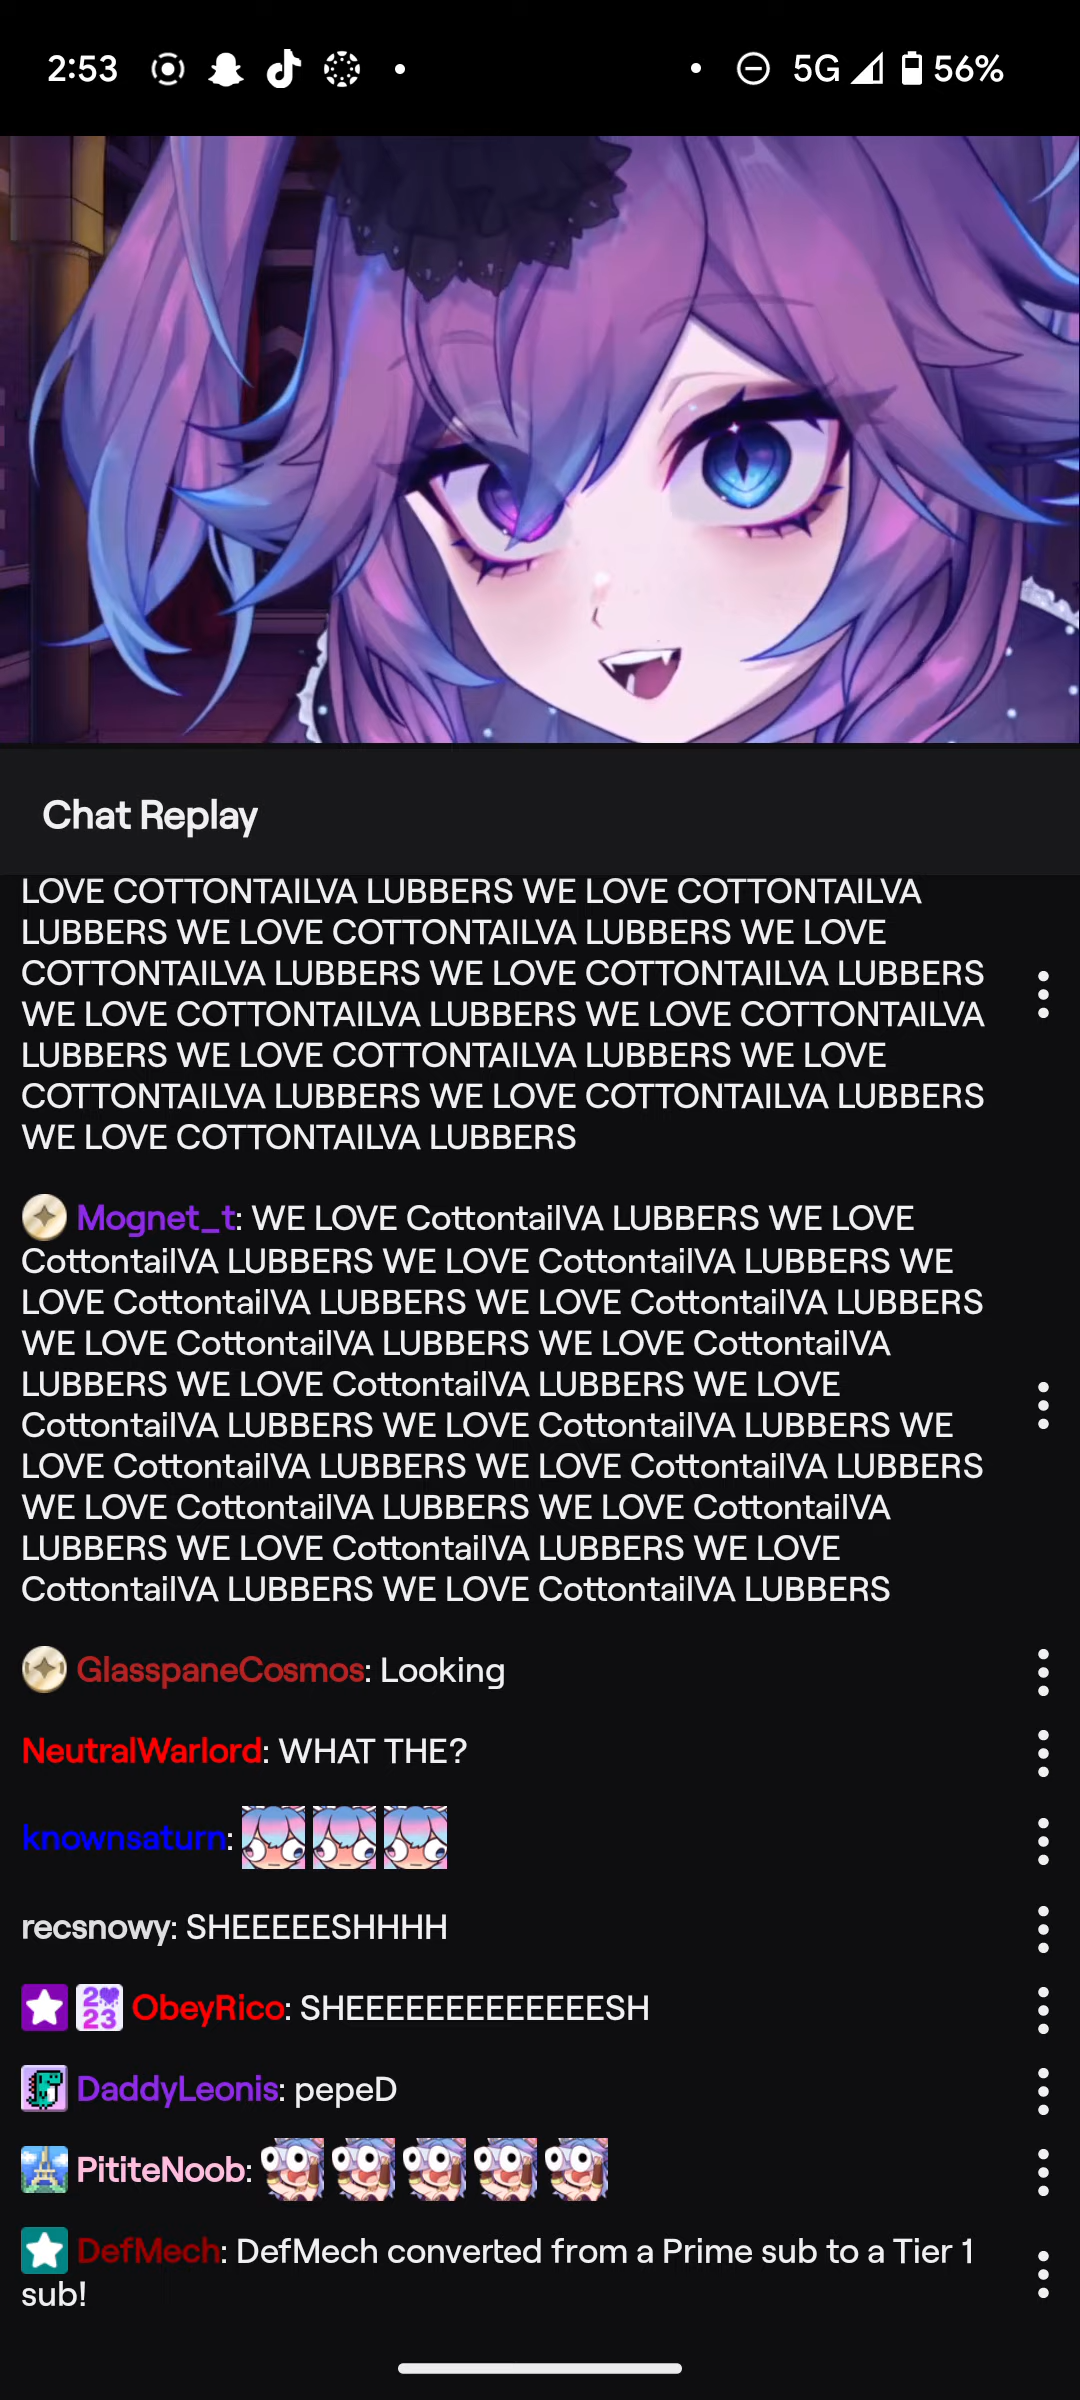 2:53
5G
56%
Chat Replay
LOVE COTTONTAILVA LUBBERS WE LOVE COTTONTAILVA
LUBBERS WE LOVE COTTONTAILVA LUBBERS WE LOVE
COTTONTAILVA LUBBERS WE LOVE COTTONTAILVA LUBBERS
WE LOVE COTTONTAILVA LUBBERS WE LOVE COTTONTAILVA
LUBBERS WE LOVE COTTONTAILVA LUBBERS WE LOVE
COTTONTAILVA LUBBERS WE LOVE COTTONTAILVA LUBBERS
WE LOVE COTTONTAILVA LUBBERS
Mognet_t: WE LOVE CottontailVA LUBBERS WE LOVE
CottontailVA LUBBERS WE LOVE CottontailVA LUBBERS WE
LOVE CottontailVA LUBBERS WE LOVE CottontailVA LUBBERS
WE LOVE CottontailVA LUBBERS WE LOVE CottontailVA
LUBBERS WE LOVE CottontailVA LUBBERS WE LOVE
CottontailVA LUBBERS WE LOVE CottontailVA LUBBERS WE
LOVE CottontailVA LUBBERS WE LOVE CottontailVA LUBBERS
WE LOVE CottontailVA LUBBERS WE LOVE CottontailVA
LUBBERS WE LOVE CottontailVA LUBBERS WE LOVE
CottontailVA LUBBERS WE LOVE CottontailVA LUBBERS
GlasspaneCosmos: Looking
NeutralWarlord: WHAT THE?
knownsaturn:
recsnowy: SHEEEEESHHHH
2023 ObeyRico: SHEEEEEEEEEEEEESH
DaddyLeonis: pepeD
PititeNoob:
DefMech: DefMech converted from a Prime sub to a Tier 1
sub!